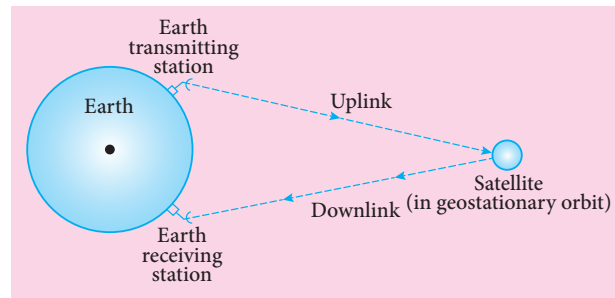 Earth
transmitting
station
Earth
Uplink
Satellite
(in geostationary orbit)
Downlink
Earth
receiving
station